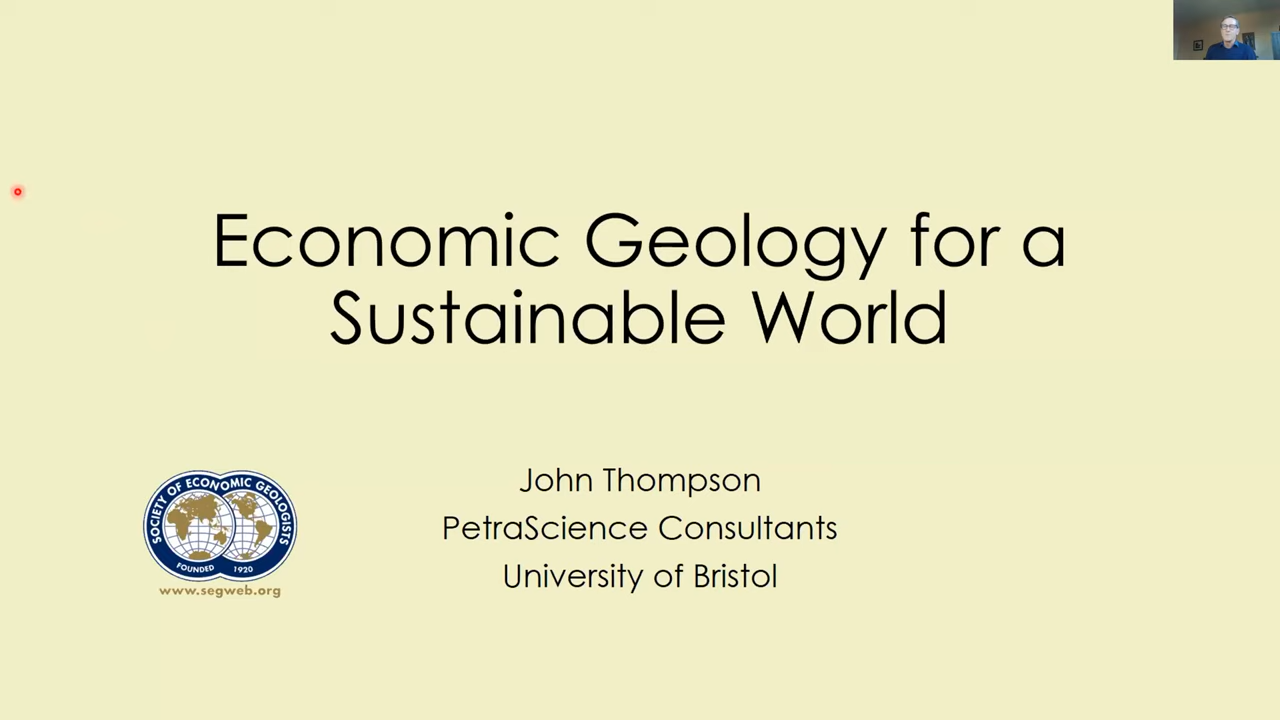 Economic Geology for a
Sustainable World
John Thompson
PetraScience Consultants
University of Bristol
SOCIETY OF ECONOMIC GEOLOGISTS
FOUNDED 1920
www.segweb.org